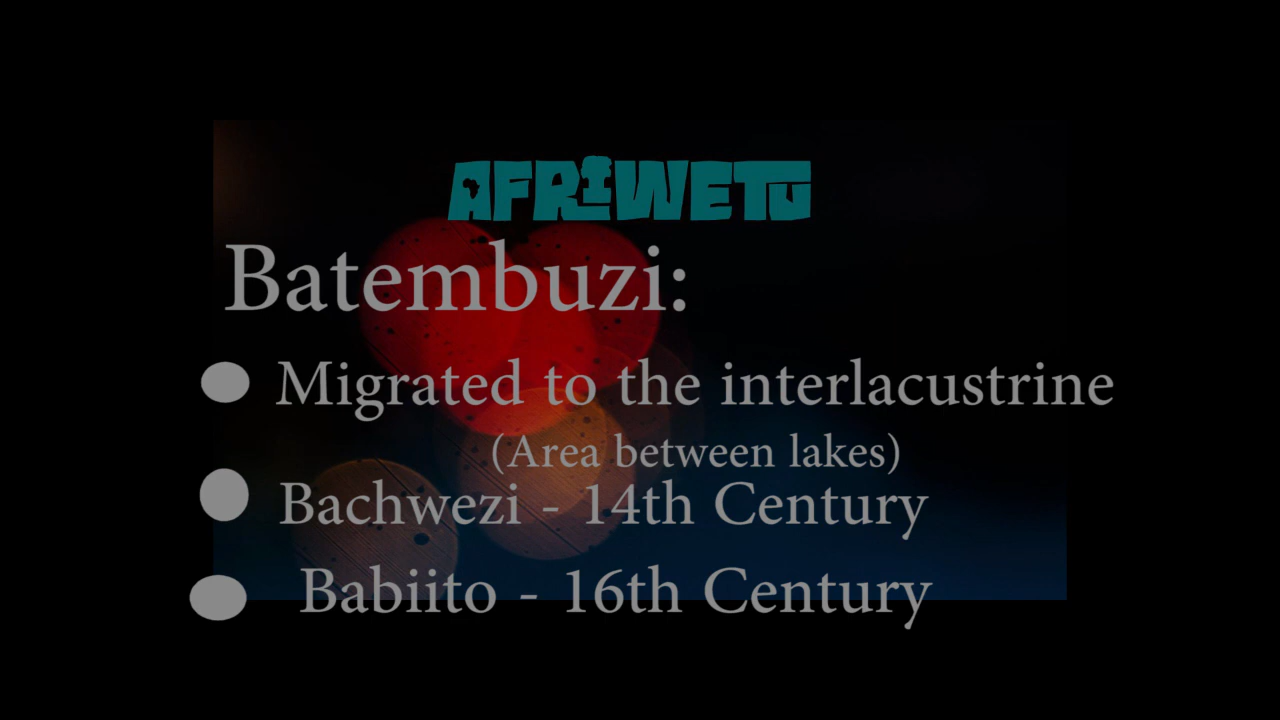 AFRIWETU
Batembuzi:
Migrated to the interlacustrine
(Area between lakes)
Bachwezi - 14th Century
Babiito - 16th Century